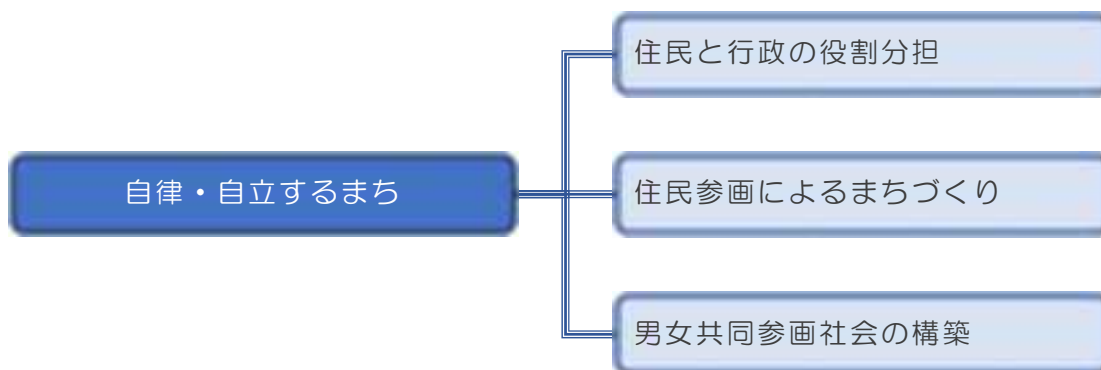 住民と行政の役割分担
自律・自立するまち
住民参画によるまちづくり
男女共同参画社会の構築